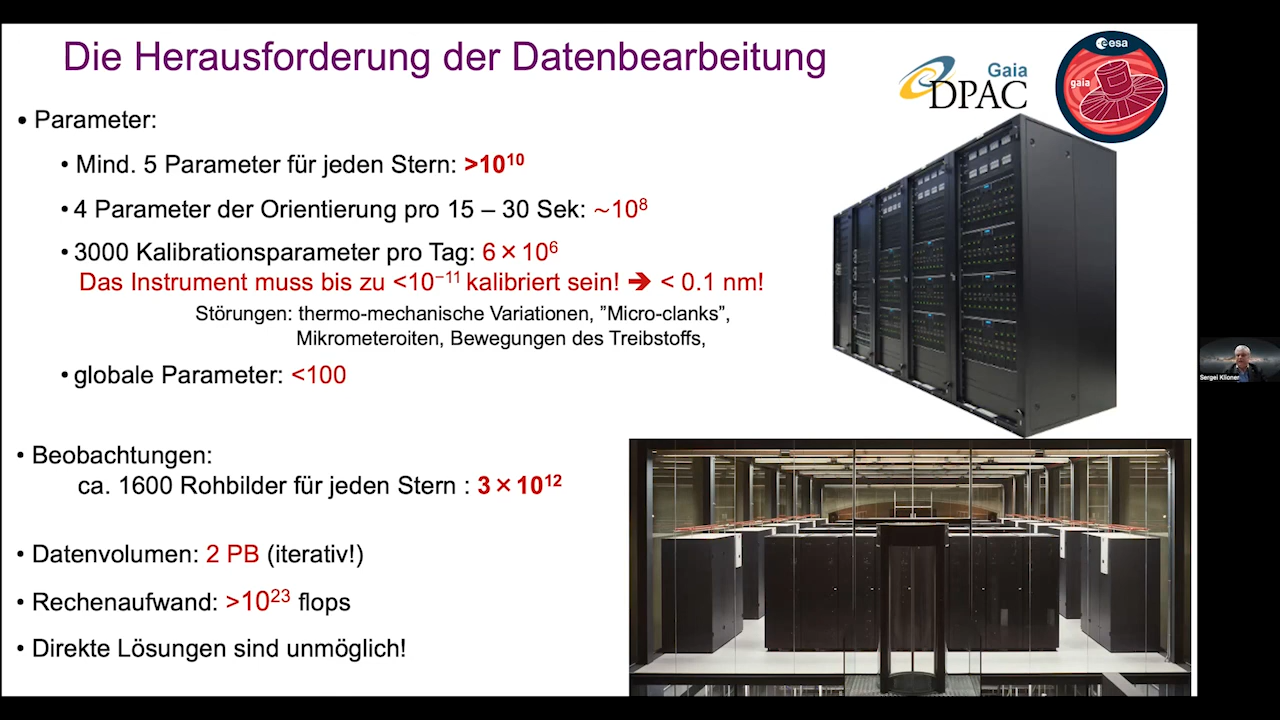 Die Herausforderung der Datenbearbeitung
Gaia
DPAC
esa
gaia
• Parameter:
• Mind. 5 Parameter für jeden Stern: >10¹⁰
• 4 Parameter der Orientierung pro 15 – 30 Sek: ~10⁸
• 3000 Kalibrationsparameter pro Tag: 6 × 10⁶
Das Instrument muss bis zu <10⁻¹¹ kalibriert sein! ➔ < 0.1 nm!
Störungen: thermo-mechanische Variationen, ”Micro-clanks”,
Mikrometeroiten, Bewegungen des Treibstoffs,
• globale Parameter: <100
• Beobachtungen:
ca. 1600 Rohbilder für jeden Stern : 3 × 10¹²
• Datenvolumen: 2 PB (iterativ!)
• Rechenaufwand: >10²³ flops
• Direkte Lösungen sind unmöglich!
Sergei Klioner